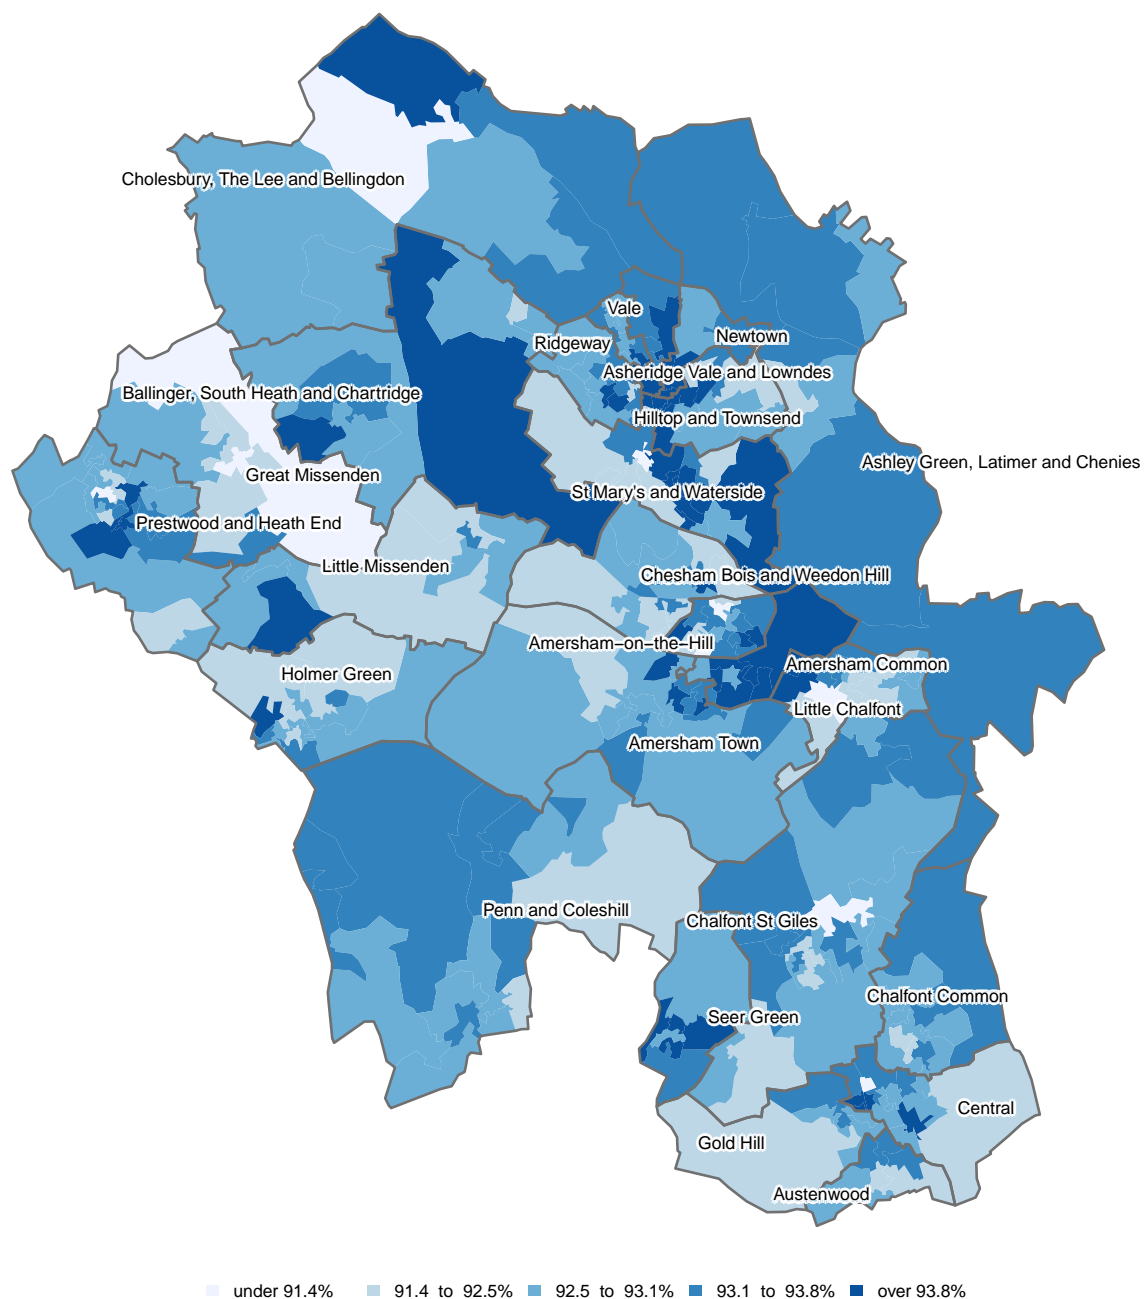 Cholesbury, The Lee and Bellingdon
Vale
Newtown
Ridgeway
Asheridge Vale and Lowndes
Ballinger, South Heath and Chartridge
Hilltop and Townsend
Ashley Green, Latimer and Chenies
Great Missenden
St Mary's and Waterside
Prestwood and Heath End
Little Missenden
Chesham Bois and Weedon Hill
Amersham−on−the−Hill
Amersham Common
Holmer Green
Little Chalfont
Amersham Town
Penn and Coleshill
Chalfont St Giles
Chalfont Common
Seer Green
Central
Gold Hill
Austenwood
under 91.4% 91.4 to 92.5% 92.5 to 93.1% 93.1 to 93.8% over 93.8%